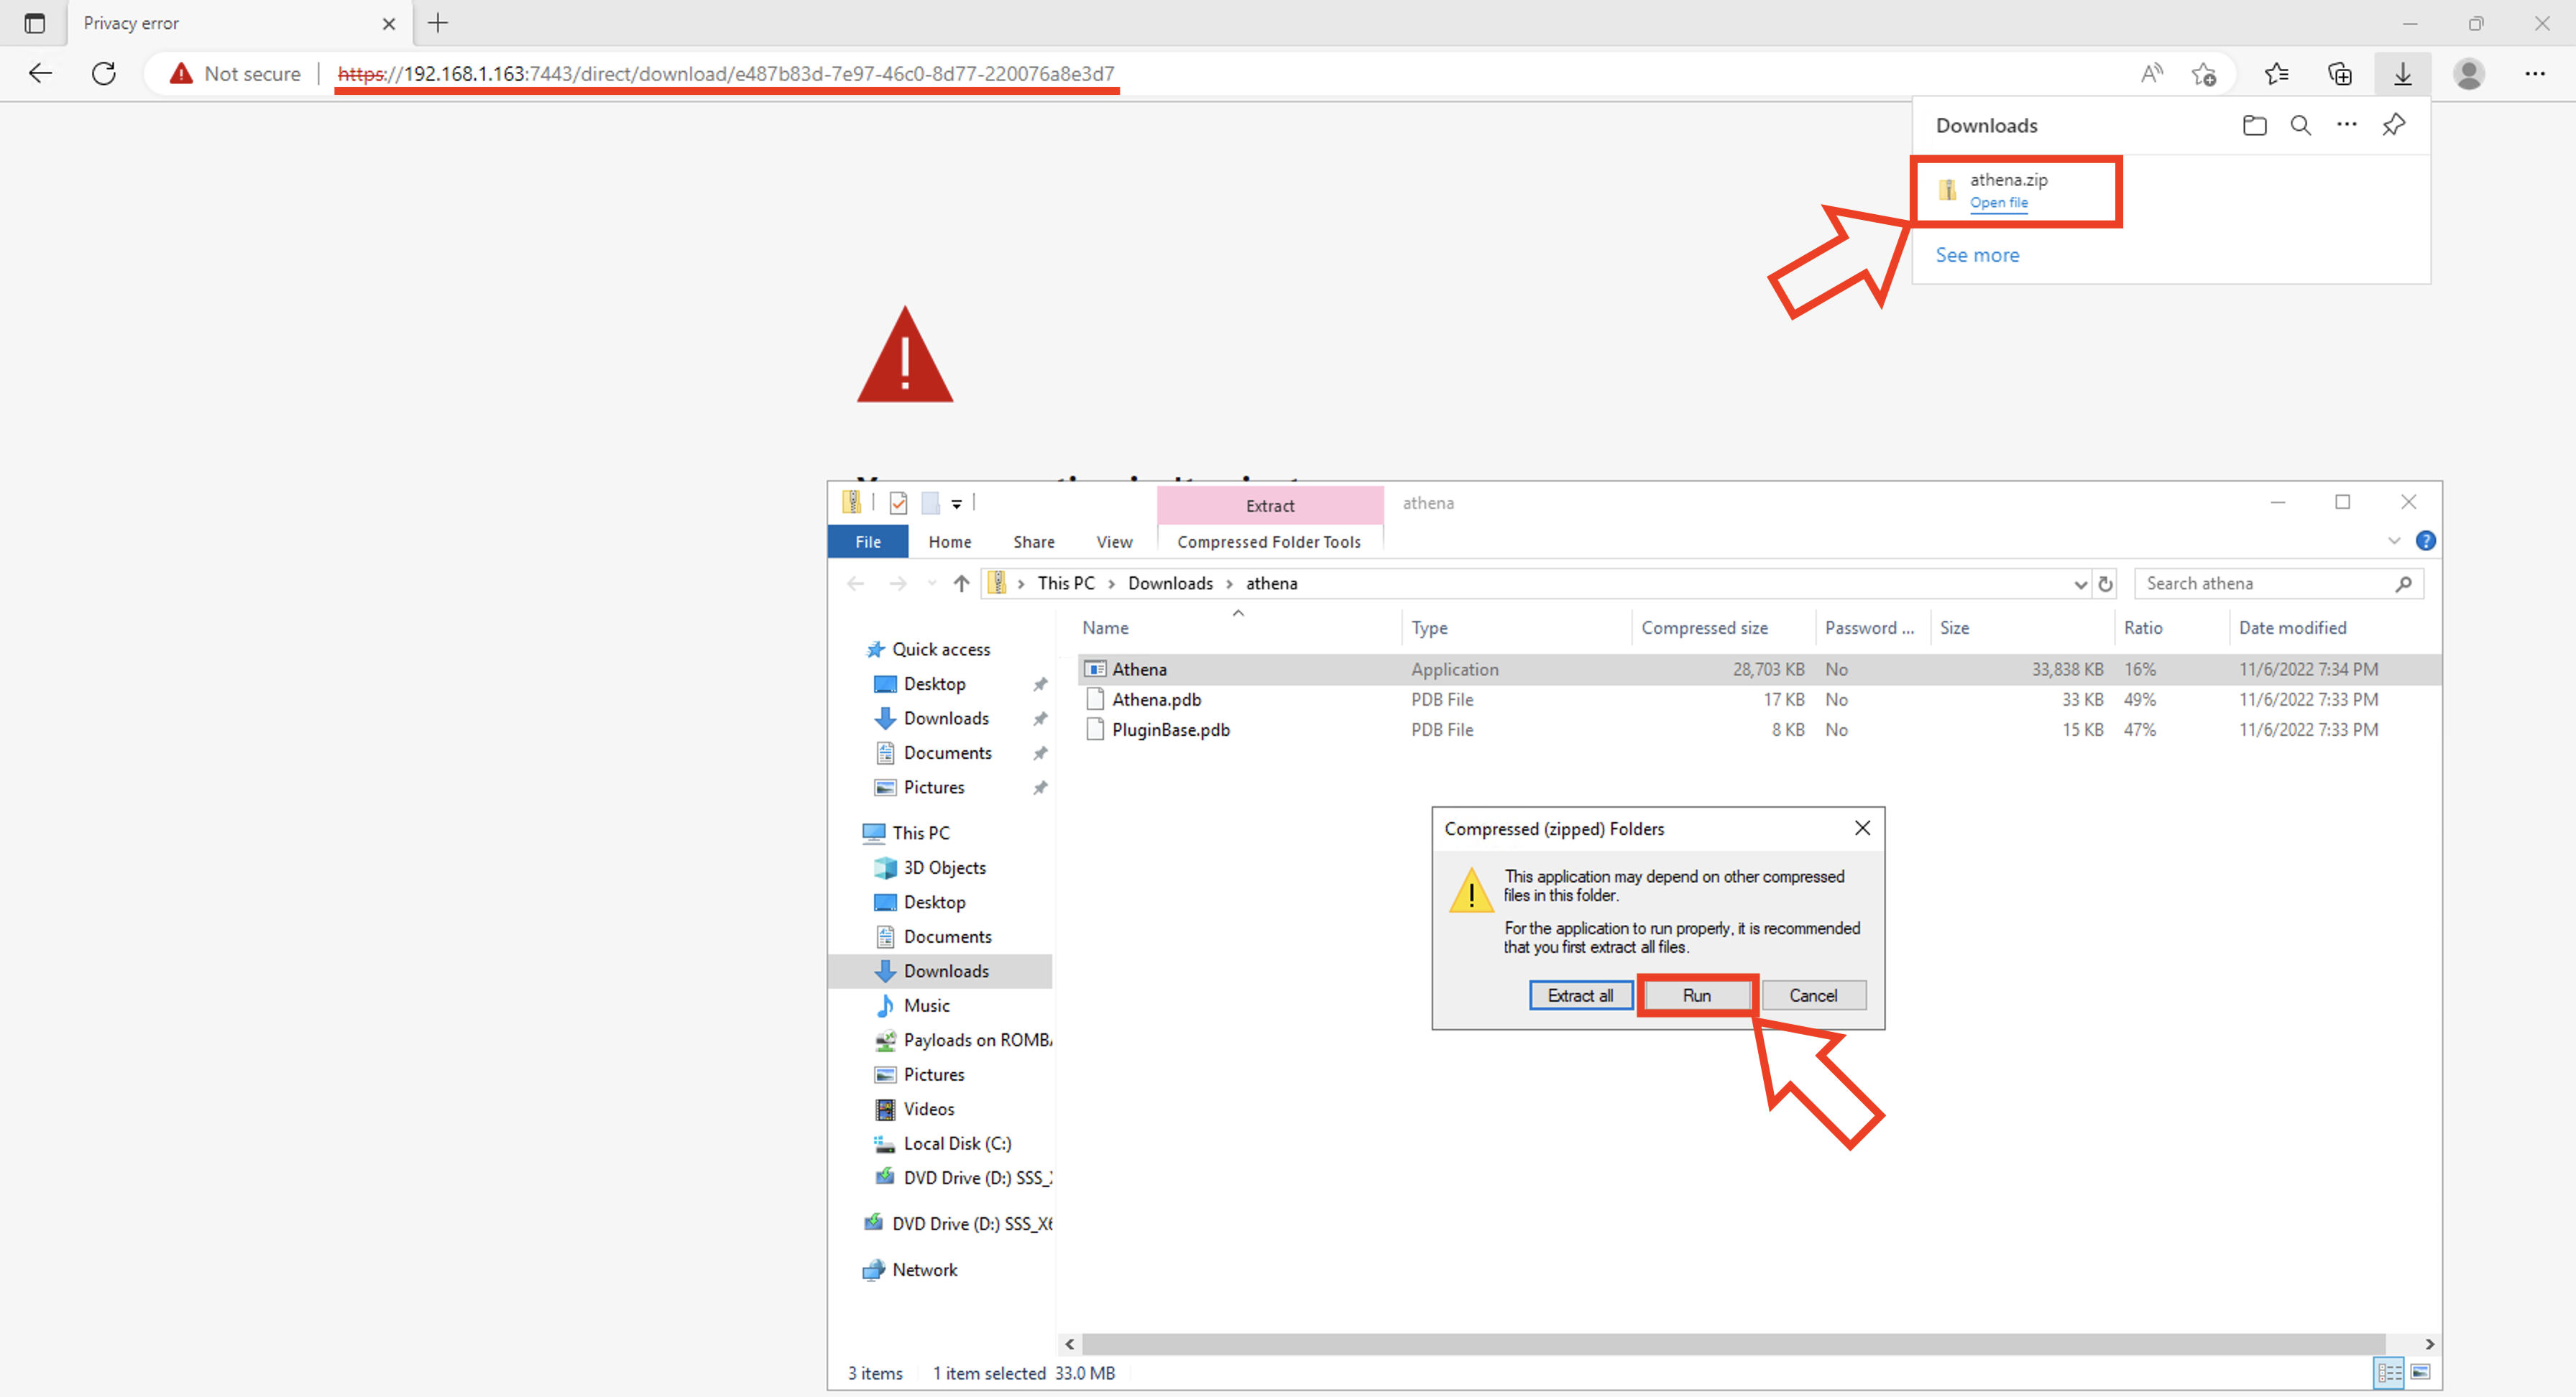 Privacy error
Not secure
https://192.168.1.163:7443/direct/download/e487b83d-7e97-46c0-8d77-220076a8e3d7
Downloads
athena.zip
Open file
See more
Extract
athena
File
Home
Share
View
Compressed Folder Tools
This PC > Downloads > athena
Search athena
Name
Type
Compressed size
Password ...
Size
Ratio
Date modified
Quick access
Desktop
Downloads
Documents
Pictures
This PC
3D Objects
Desktop
Documents
Downloads
Music
Payloads on ROMB
Pictures
Videos
Local Disk (C:)
DVD Drive (D:) SSS_
DVD Drive (D:) SSS_X6
Network
Athena Application 28,703 KB No 33,838 KB 16% 11/6/2022 7:34 PM
Athena.pdb PDB File 17 KB No 33 KB 49% 11/6/2022 7:33 PM
PluginBase.pdb PDB File 8 KB No 15 KB 47% 11/6/2022 7:33 PM
Compressed (zipped) Folders
This application may depend on other compressed
files in this folder.
For the application to run properly, it is recommended
that you first extract all files.
Extract all
Run
Cancel
3 items
1 item selected 33.0 MB